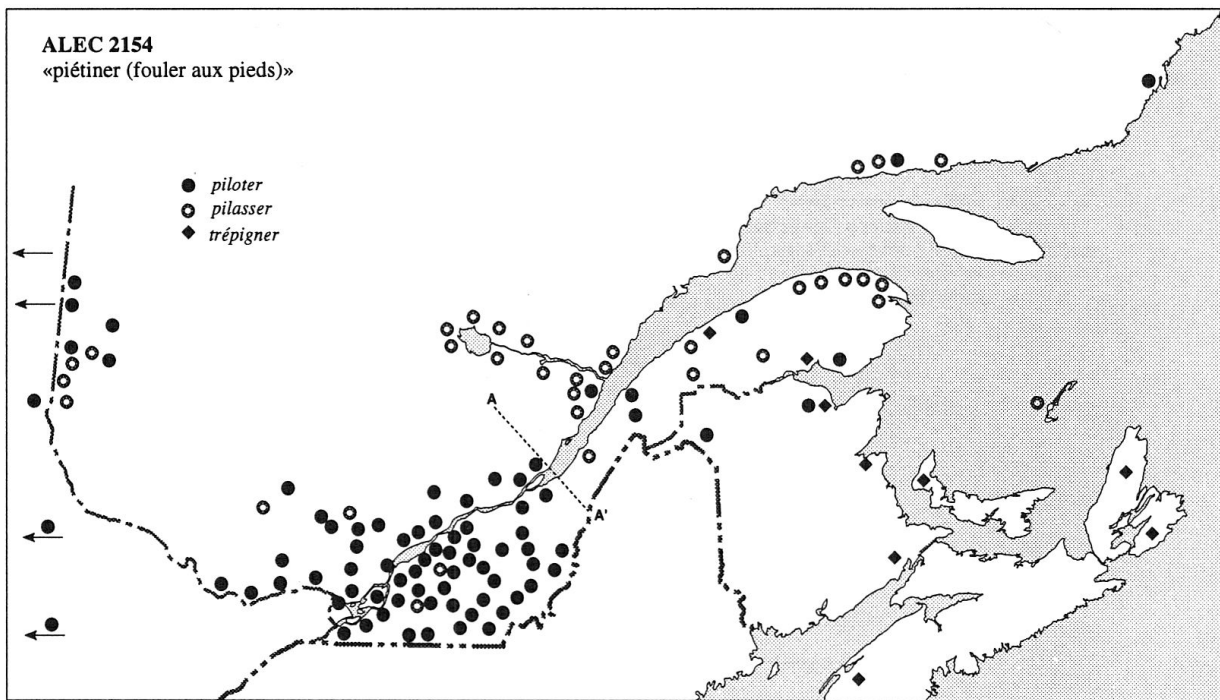 ALEC 2154
«piétiner (fouler aux pieds)»
piloter
pilasser
trépigner
A
A'